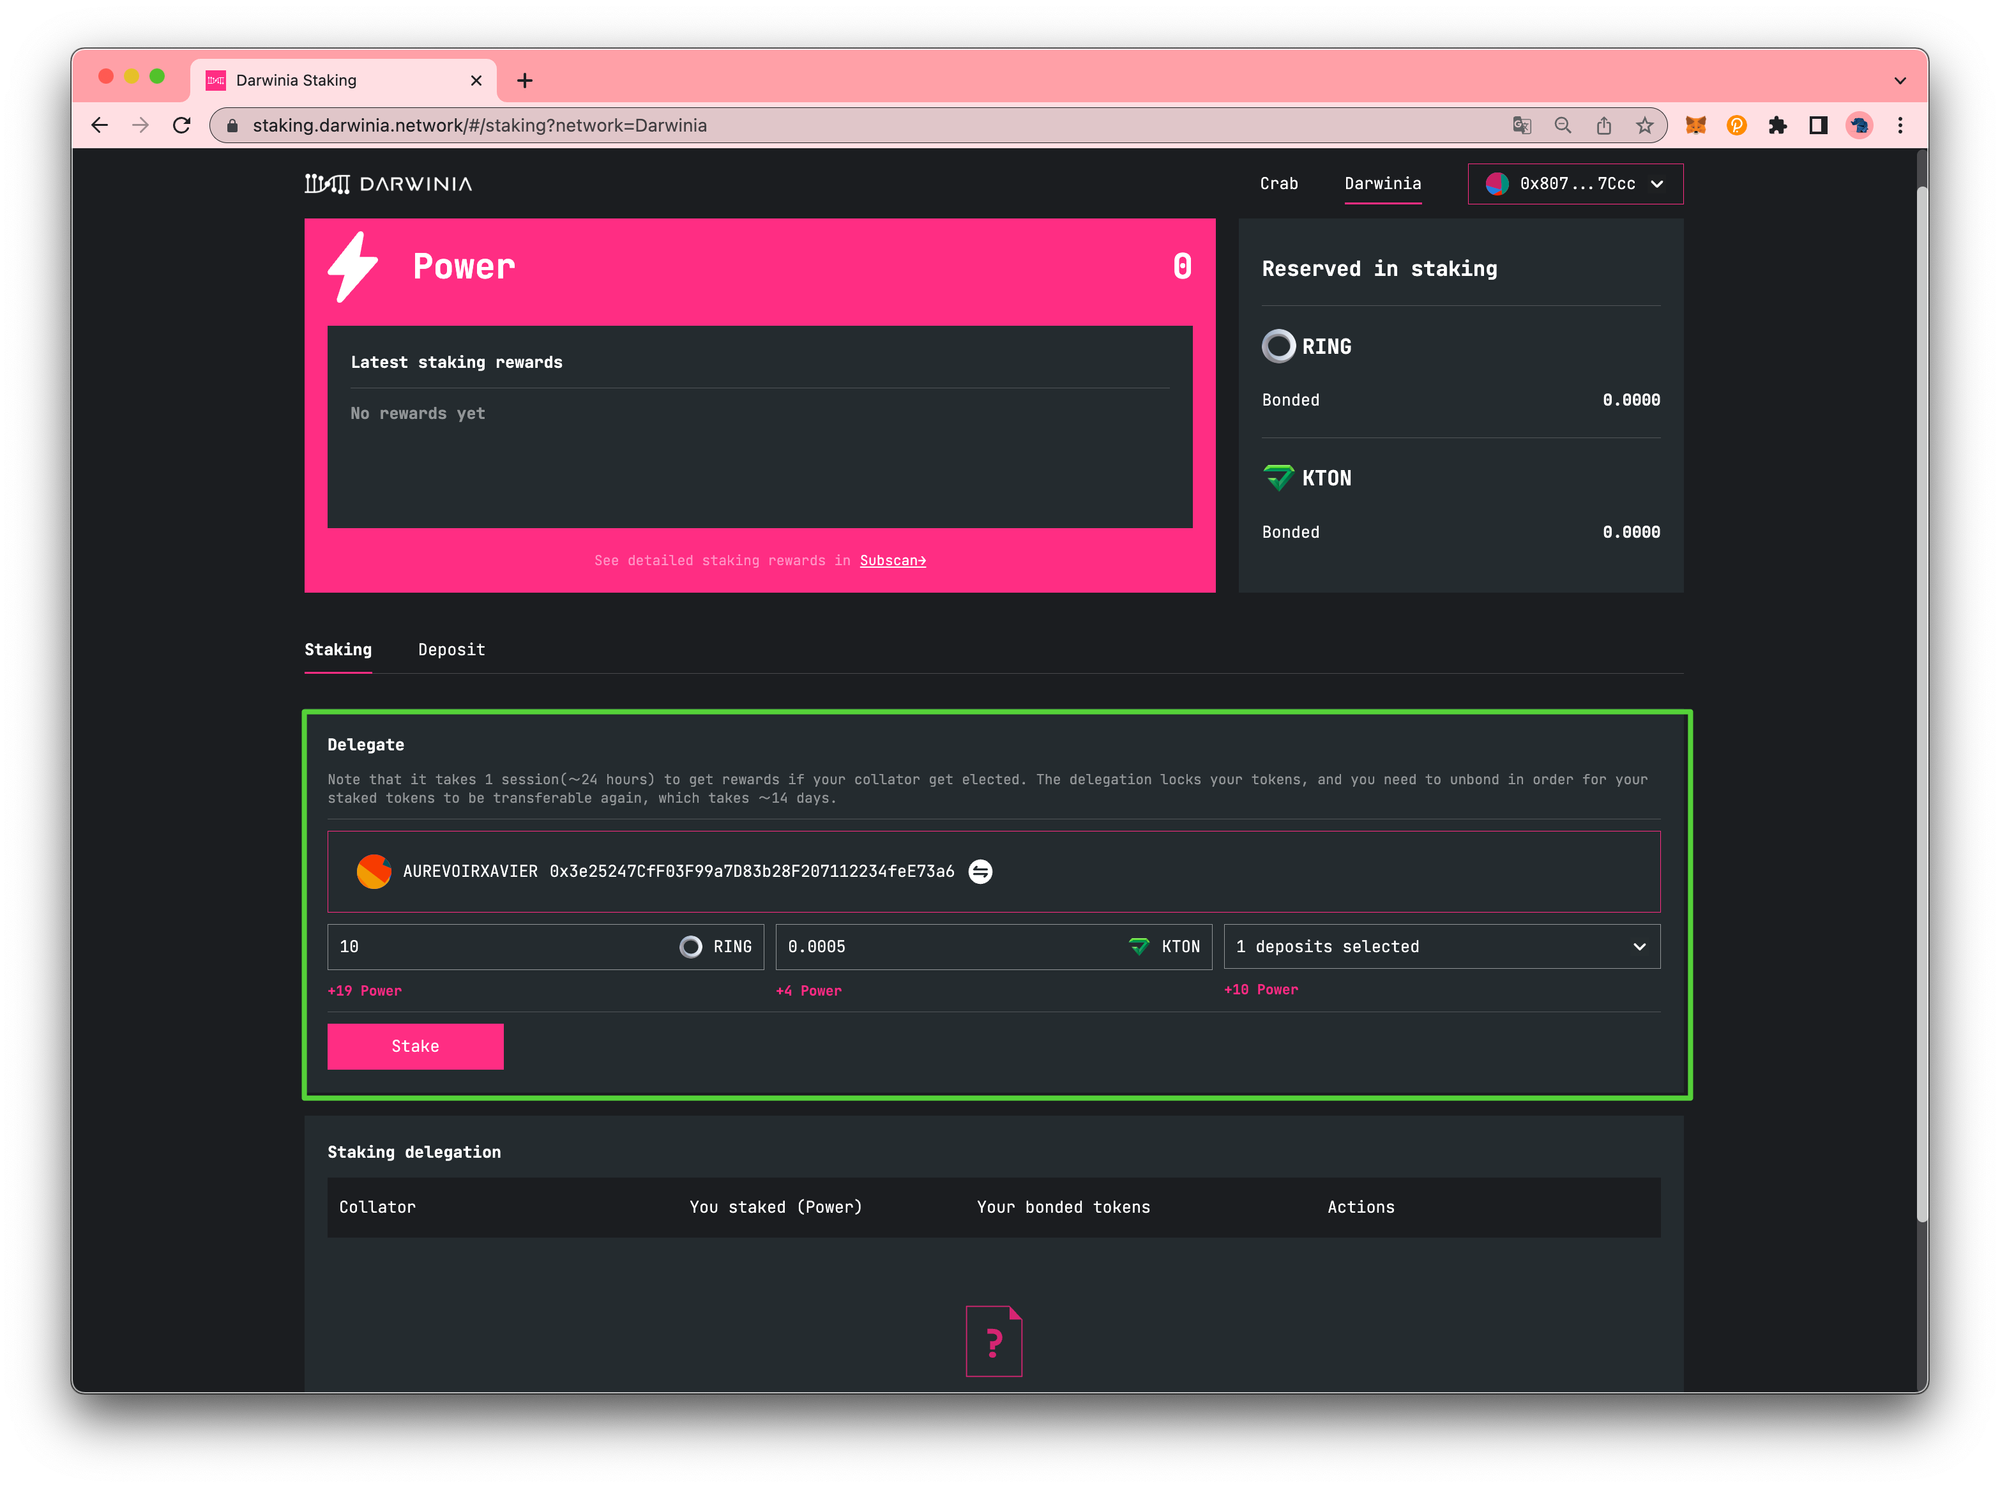 Darwinia Staking
staking.darwinia.network/#/staking?network=Darwinia
DARWINIA
Crab
Darwinia
0x807...7Ccc
Power
0
Latest staking rewards
No rewards yet
See detailed staking rewards in Subscan→
Reserved in staking
RING
Bonded 0.0000
KTON
Bonded 0.0000
Staking
Deposit
Delegate
Note that it takes 1 session(~24 hours) to get rewards if your collator get elected. The delegation locks your tokens, and you need to unbond in order for your
staked tokens to be transferable again, which takes ~14 days.
AUREVOIRXAVIER 0x3e25247CfF03F99a7D83b28F207112234feE73a6
10 RING
0.0005 KTON
1 deposits selected
+19 Power
+4 Power
+10 Power
Stake
Staking delegation
Collator
You staked (Power)
Your bonded tokens
Actions
?